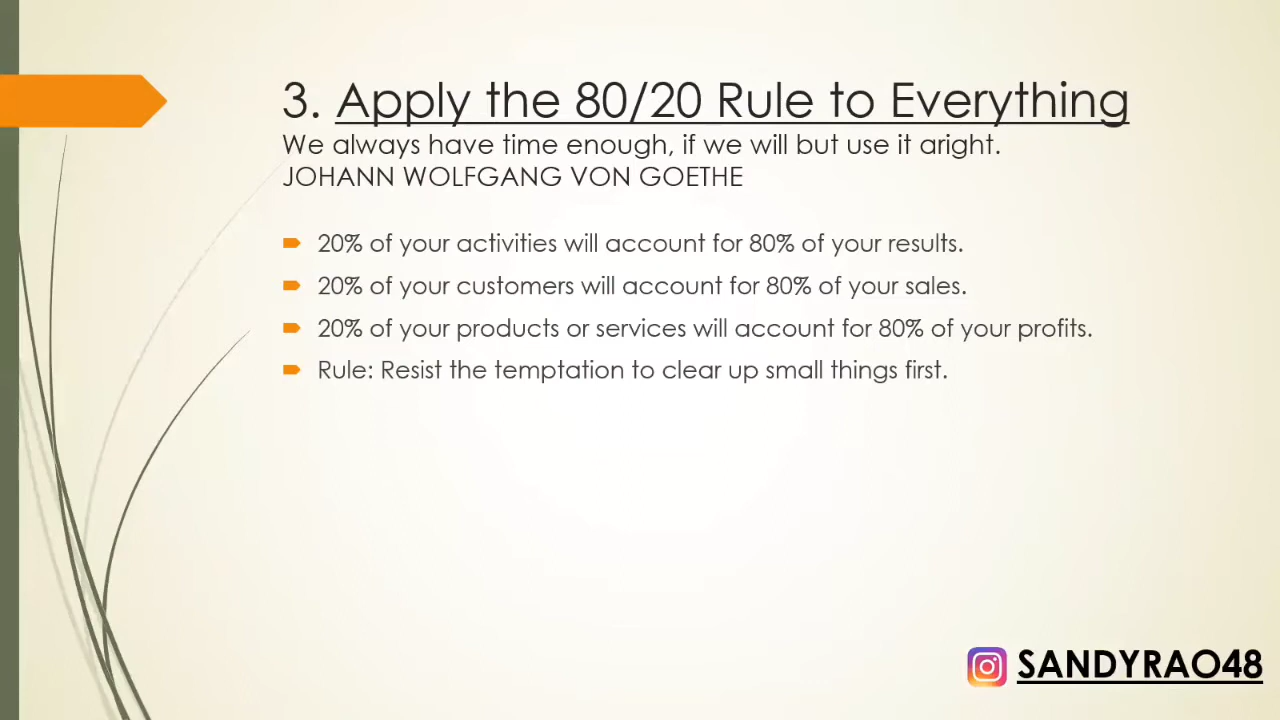 3. Apply the 80/20 Rule to Everything
We always have time enough, if we will but use it aright.
JOHANN WOLFGANG VON GOETHE
20% of your activities will account for 80% of your results.
20% of your customers will account for 80% of your sales.
20% of your products or services will account for 80% of your profits.
Rule: Resist the temptation to clear up small things first.
SANDYRAO48